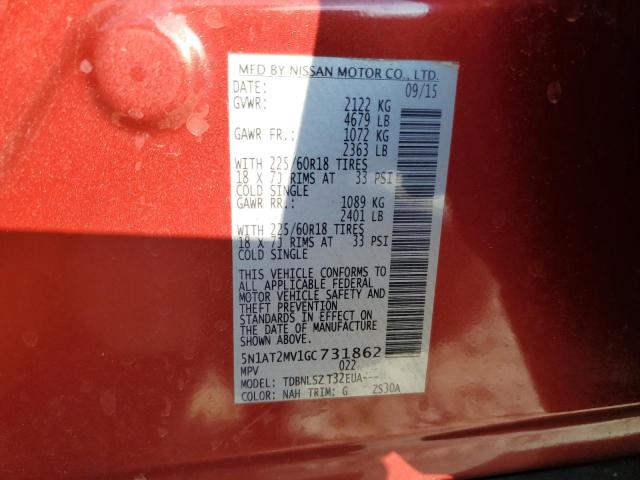 MFD BY NISSAN MOTOR CO., LTD.
DATE: 09/15
GVWR: 2122 KG
4679 LB
GAWR FR.: 1072 KG
2363 LB
WITH 225/60R18 TIRES
18 X 7J RIMS AT 33 PSI
COLD SINGLE
GAWR RR.: 1089 KG
2401 LB
WITH 225/60R18 TIRES
18 X 7J RIMS AT 33 PSI
COLD SINGLE
THIS VEHICLE CONFORMS TO
ALL APPLICABLE FEDERAL
MOTOR VEHICLE SAFETY AND
THEFT PREVENTION
STANDARDS IN EFFECT ON
THE DATE OF MANUFACTURE
SHOWN ABOVE.
5N1AT2MV1GC731862
MPV 022
MODEL: TDBNLSZ T32EUA---
COLOR: NAH TRIM: G ZS30A